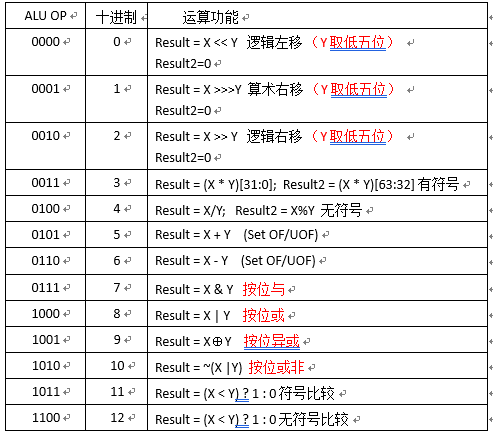 ALU OP 十进制 运算功能
0000 0 Result = X << Y 逻辑左移 （Y 取低五位）
Result2=0
0001 1 Result = X >>>Y 算术右移 （Y 取低五位）
Result2=0
0010 2 Result = X >> Y 逻辑右移 （Y 取低五位）
Result2=0
0011 3 Result = (X * Y)[31:0]; Result2 = (X * Y)[63:32] 有符号
0100 4 Result = X/Y; Result2 = X%Y 无符号
0101 5 Result = X + Y (Set OF/UOF)
0110 6 Result = X - Y (Set OF/UOF)
0111 7 Result = X & Y 按位与
1000 8 Result = X | Y 按位或
1001 9 Result = X⊕Y 按位异或
1010 10 Result = ~(X |Y) 按位或非
1011 11 Result = (X < Y) ? 1 : 0 符号比较
1100 12 Result = (X < Y) ? 1 : 0 无符号比较